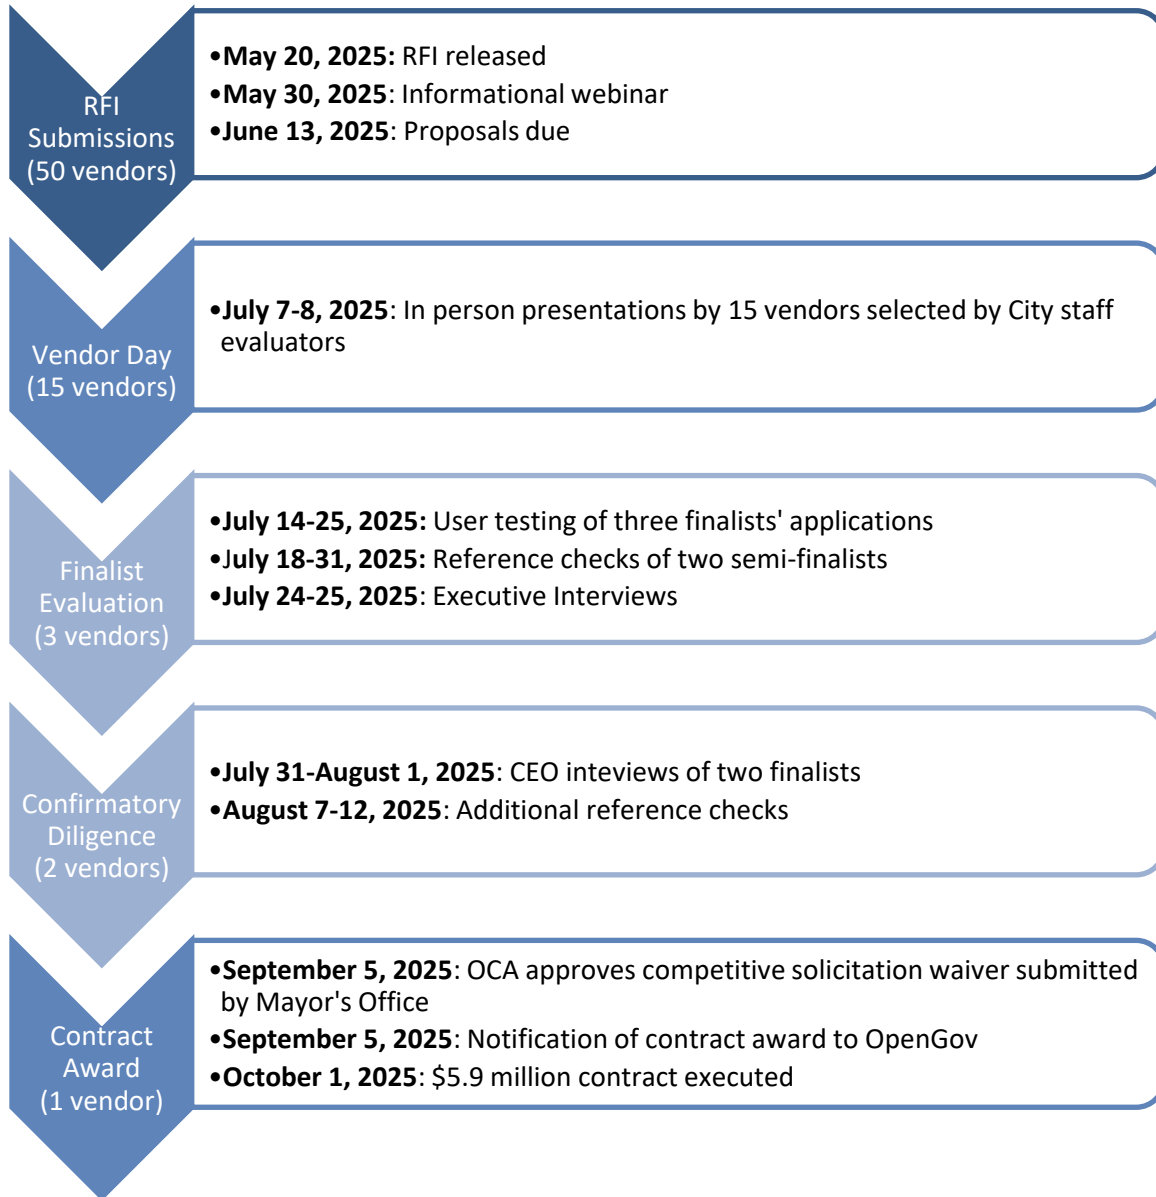 RFI
Submissions
(50 vendors)
•May 20, 2025: RFI released
•May 30, 2025: Informational webinar
•June 13, 2025: Proposals due
Vendor Day
(15 vendors)
•July 7-8, 2025: In person presentations by 15 vendors selected by City staff
evaluators
Finalist
Evaluation
(3 vendors)
•July 14-25, 2025: User testing of three finalists' applications
•July 18-31, 2025: Reference checks of two semi-finalists
•July 24-25, 2025: Executive Interviews
Confirmatory
Diligence
(2 vendors)
•July 31-August 1, 2025: CEO inteviews of two finalists
•August 7-12, 2025: Additional reference checks
Contract
Award
(1 vendor)
•September 5, 2025: OCA approves competitive solicitation waiver submitted
by Mayor's Office
•September 5, 2025: Notification of contract award to OpenGov
•October 1, 2025: $5.9 million contract executed